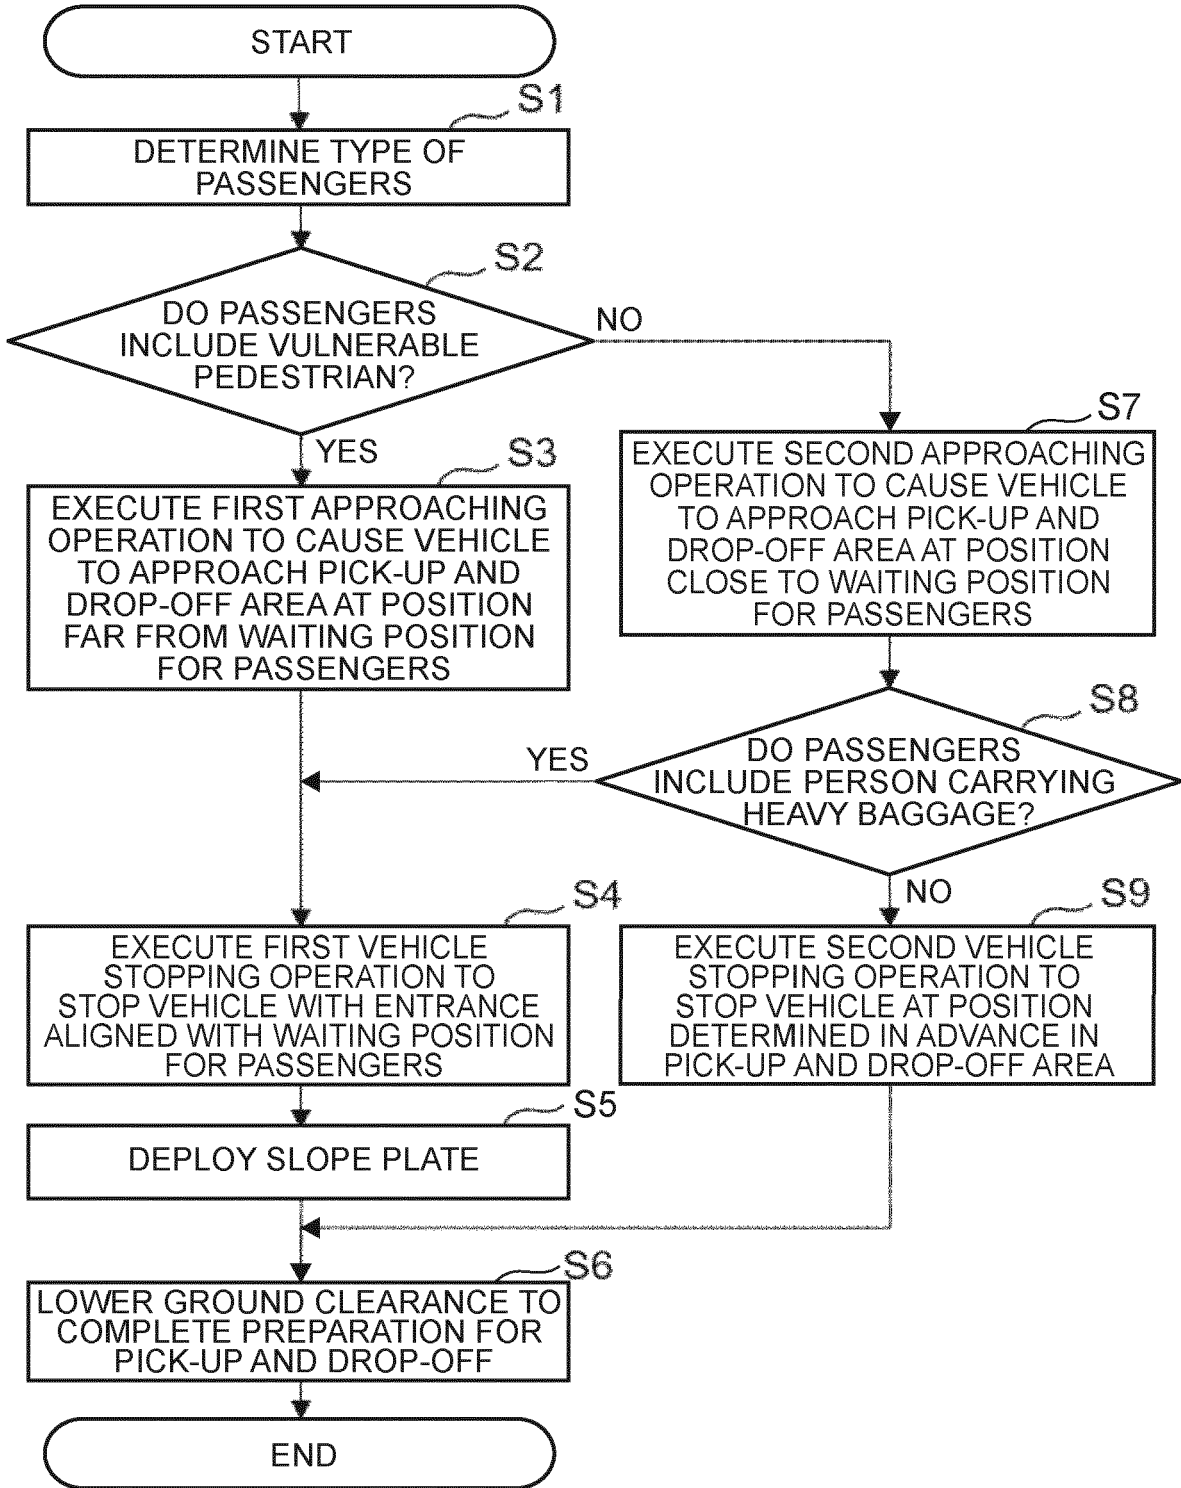 START
S1
DETERMINE TYPE OF
PASSENGERS
S2
DO PASSENGERS
INCLUDE VULNERABLE
PEDESTRIAN?
NO
YES
S3
EXECUTE FIRST APPROACHING
OPERATION TO CAUSE VEHICLE
TO APPROACH PICK-UP AND
DROP-OFF AREA AT POSITION
FAR FROM WAITING POSITION
FOR PASSENGERS
S7
EXECUTE SECOND APPROACHING
OPERATION TO CAUSE VEHICLE
TO APPROACH PICK-UP AND
DROP-OFF AREA AT POSITION
CLOSE TO WAITING POSITION
FOR PASSENGERS
S8
DO PASSENGERS
INCLUDE PERSON CARRYING
HEAVY BAGGAGE?
YES
NO
S4
EXECUTE FIRST VEHICLE
STOPPING OPERATION TO
STOP VEHICLE WITH ENTRANCE
ALIGNED WITH WAITING POSITION
FOR PASSENGERS
S9
EXECUTE SECOND VEHICLE
STOPPING OPERATION TO
STOP VEHICLE AT POSITION
DETERMINED IN ADVANCE IN
PICK-UP AND DROP-OFF AREA
S5
DEPLOY SLOPE PLATE
S6
LOWER GROUND CLEARANCE TO
COMPLETE PREPARATION FOR
PICK-UP AND DROP-OFF
END